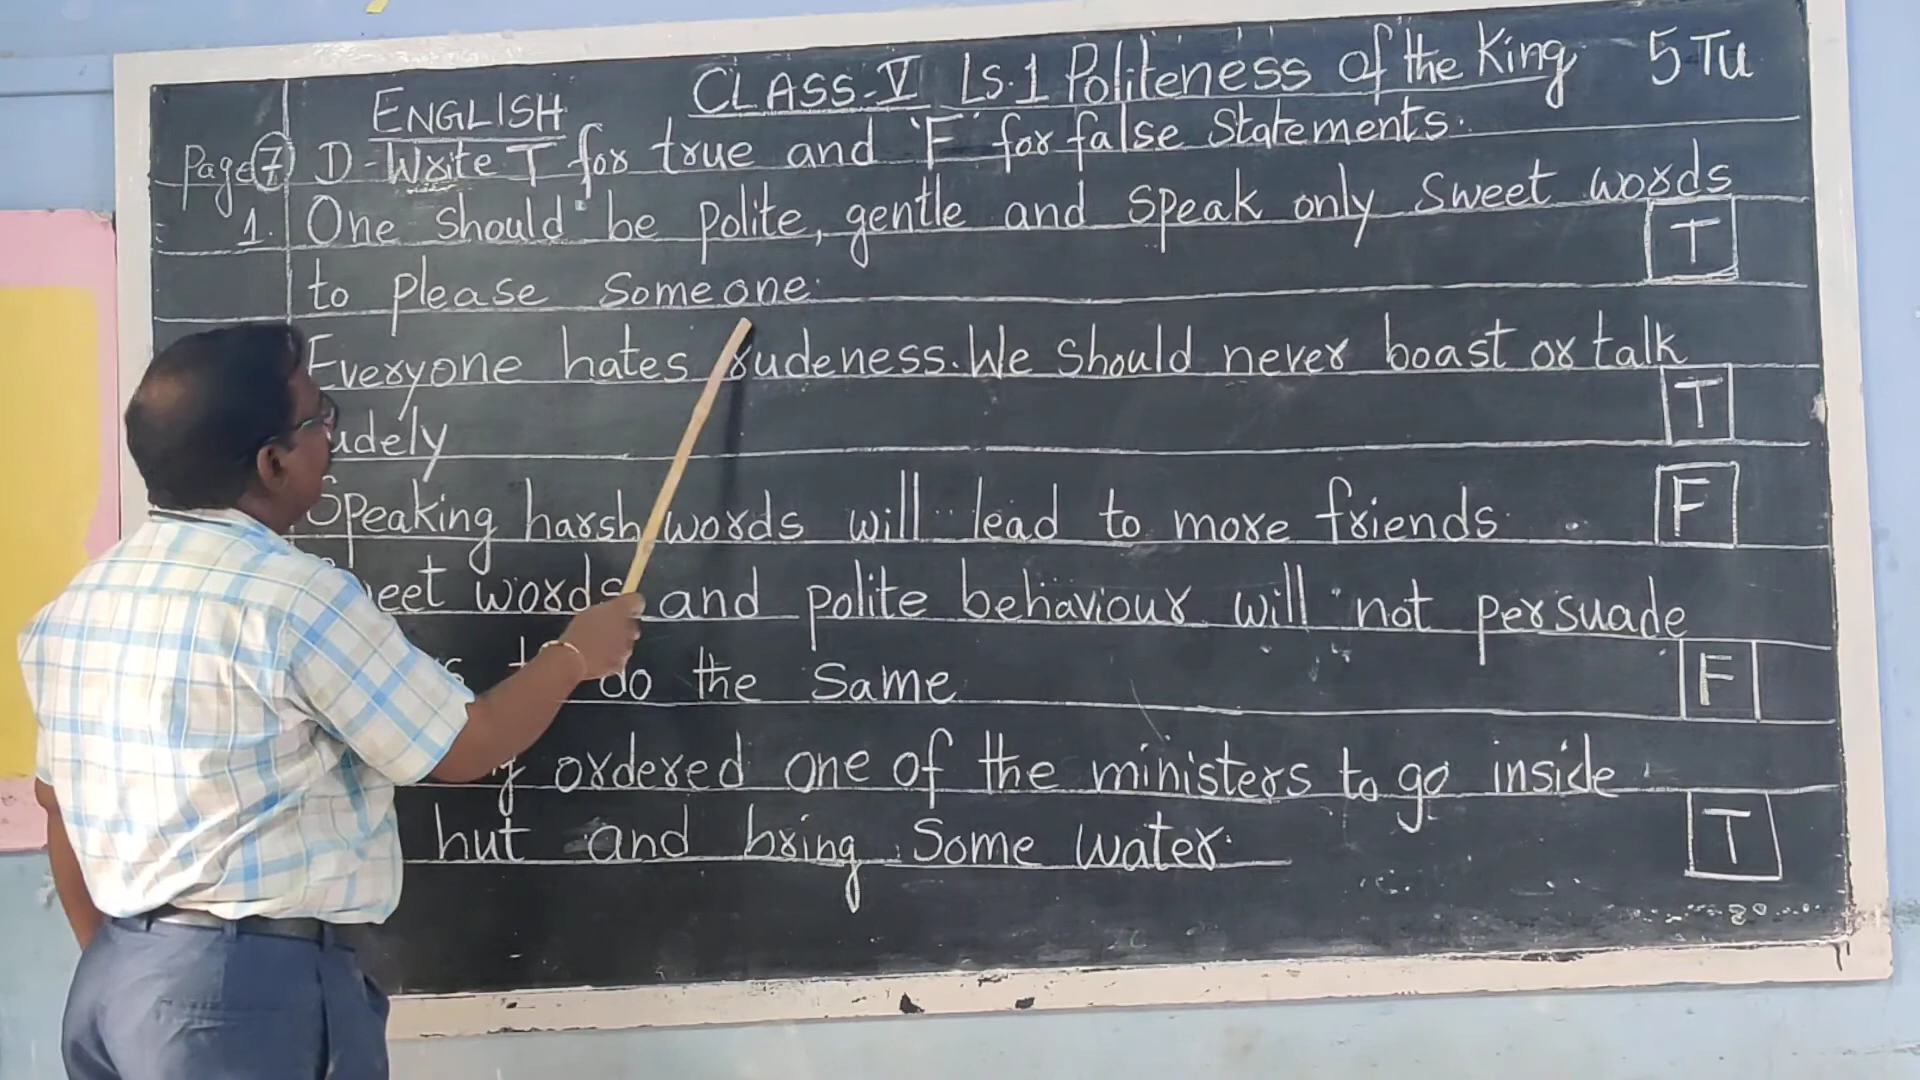 CLASS-V LS.1 Politeness of the King 5 Tu
ENGLISH
Page 7 D-Write T for true and 'F' for false Statements.
1. One should be polite, gentle and speak only sweet words
to please someone. T
Everyone hates rudeness. We should never boast or talk
udely T
Speaking harsh words will lead to more friends F
eet words and polite behaviour will not persuade
do the same F
ordered one of the ministers to go inside
hut and bring some water. T